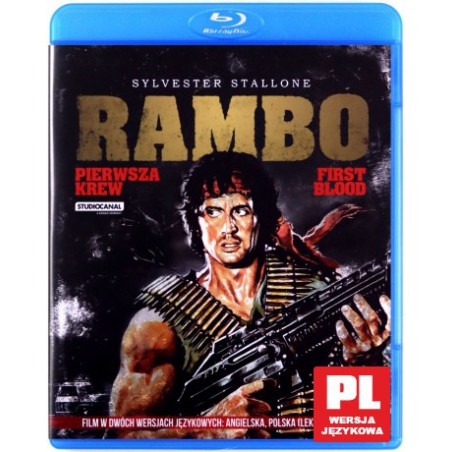 Blu-ray Disc
SYLVESTER STALLONE
RAMBO
PIERWSZA
KREW
FIRST
BLOOD
STUDIOCANAL
FILM W DWÓCH WERSJACH JĘZYKOWYCH: ANGIELSKA, POLSKA (LEK
PL
WERSJA
JĘZYKOWA